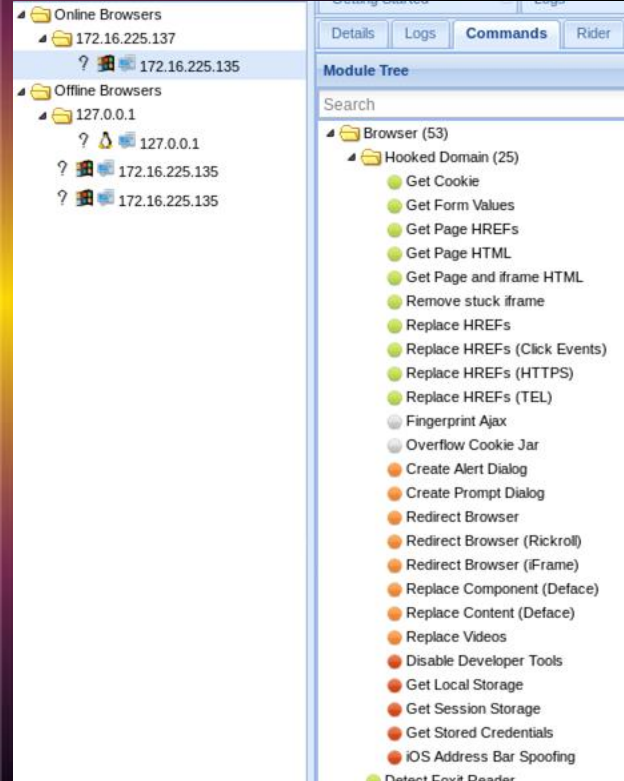 Online Browsers
172.16.225.137
? 172.16.225.135
Offline Browsers
127.0.0.1
? 127.0.0.1
? 172.16.225.135
? 172.16.225.135
Getting Started Logs
Details Logs Commands Rider
Module Tree
Search
Browser (53)
Hooked Domain (25)
Get Cookie
Get Form Values
Get Page HREFs
Get Page HTML
Get Page and iframe HTML
Remove stuck iframe
Replace HREFs
Replace HREFs (Click Events)
Replace HREFs (HTTPS)
Replace HREFs (TEL)
Fingerprint Ajax
Overflow Cookie Jar
Create Alert Dialog
Create Prompt Dialog
Redirect Browser
Redirect Browser (Rickroll)
Redirect Browser (iFrame)
Replace Component (Deface)
Replace Content (Deface)
Replace Videos
Disable Developer Tools
Get Local Storage
Get Session Storage
Get Stored Credentials
iOS Address Bar Spoofing
Detect Foxit Reader